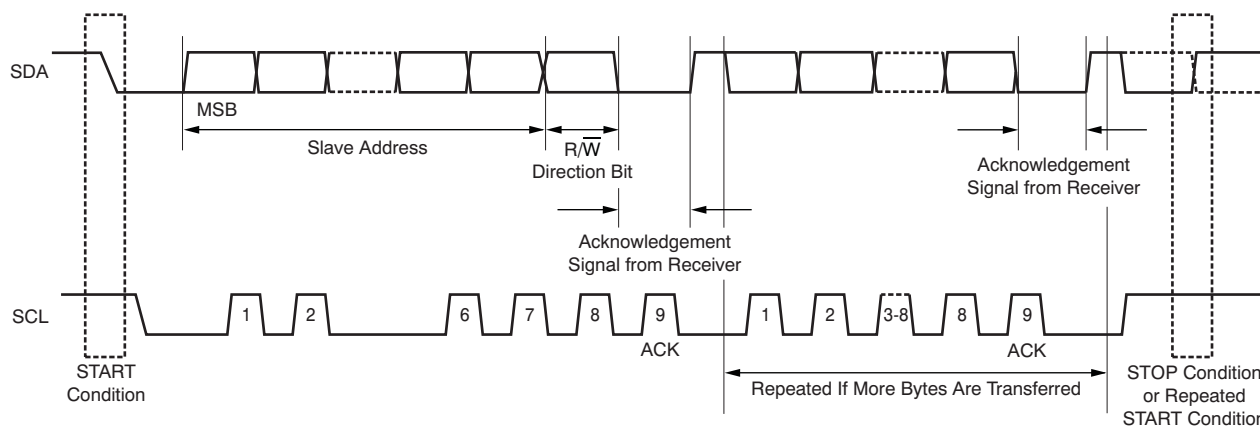 SDA
MSB
Slave Address
R/W̅
Direction Bit
Acknowledgement
Signal from Receiver
Acknowledgement
Signal from Receiver
SCL
1
2
6
7
8
9
1
2
3-8
8
9
ACK
ACK
START
Condition
Repeated If More Bytes Are Transferred
STOP Condition
or Repeated
START Condition